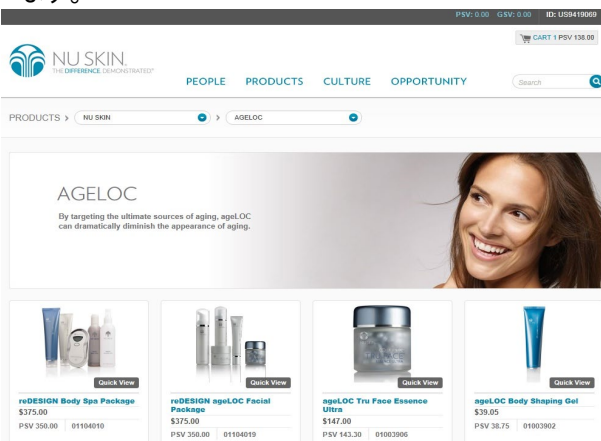 PSV: 0.00 GSV: 0.00 ID: US9419069
CART 1 PSV 138.00
NU SKIN.
THE DIFFERENCE. DEMONSTRATED.®
PEOPLE PRODUCTS CULTURE OPPORTUNITY
Search
PRODUCTS > NU SKIN > AGELOC
AGELOC
By targeting the ultimate sources of aging, ageLOC
can dramatically diminish the appearance of aging.
Quick View Quick View Quick View Quick View
reDESIGN Body Spa Package
$375.00
PSV 350.00 01104010
reDESIGN ageLOC Facial
Package
$375.00
PSV 350.00 01104019
TRU FACE
ageLOC Tru Face Essence
Ultra
$147.00
PSV 143.30 01003906
ageLOC Body Shaping Gel
$39.05
PSV 38.75 01003902